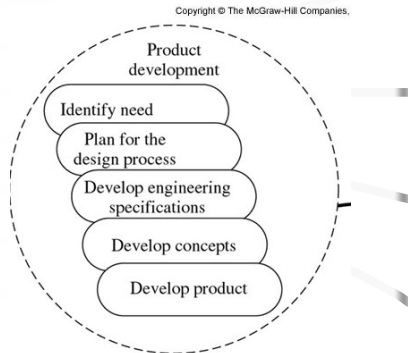 Copyright © The McGraw-Hill Companies,
Product
development
Identify need
Plan for the
design process
Develop engineering
specifications
Develop concepts
Develop product